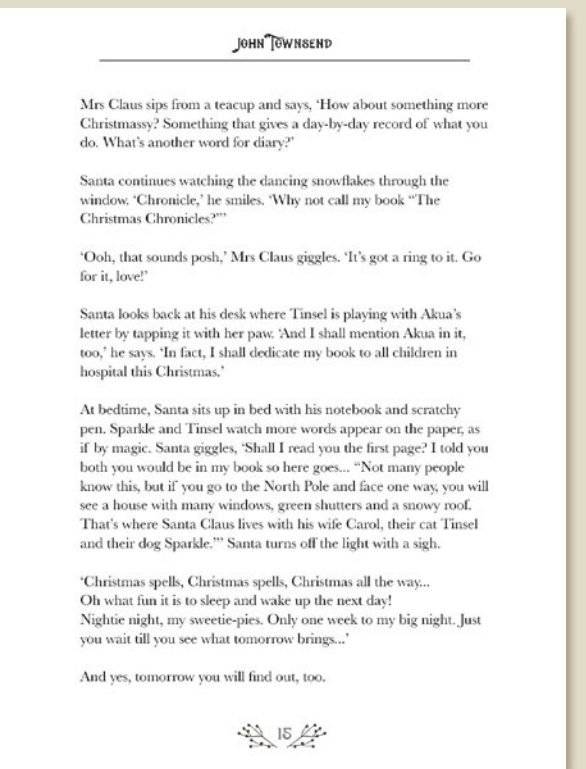 John Townsend
Mrs Claus sips from a teacup and says, ‘How about something more
Christmassy? Something that gives a day-by-day record of what you
do. What’s another word for diary?’
Santa continues watching the dancing snowflakes through the
window. ‘Chronicle,’ he smiles. ‘Why not call my book “The
Christmas Chronicles?”’
‘Ooh, that sounds posh,’ Mrs Claus giggles. ‘It’s got a ring to it. Go
for it, love!’
Santa looks back at his desk where Tinsel is playing with Akua’s
letter by tapping it with her paw. ‘And I shall mention Akua in it,
too,’ he says. ‘In fact, I shall dedicate my book to all children in
hospital this Christmas.’
At bedtime, Santa sits up in bed with his notebook and scratchy
pen. Sparkle and Tinsel watch more words appear on the paper, as
if by magic. Santa giggles, ‘Shall I read you the first page? I told you
both you would be in my book so here goes... “Not many people
know this, but if you go to the North Pole and face one way, you will
see a house with many windows, green shutters and a snowy roof.
That’s where Santa Claus lives with his wife Carol, their cat Tinsel
and their dog Sparkle.”’ Santa turns off the light with a sigh.
‘Christmas spells, Christmas spells, Christmas all the way...
Oh what fun it is to sleep and wake up the next day!
Nightie night, my sweetie-pies. Only one week to my big night. Just
you wait till you see what tomorrow brings...’
And yes, tomorrow you will find out, too.
15